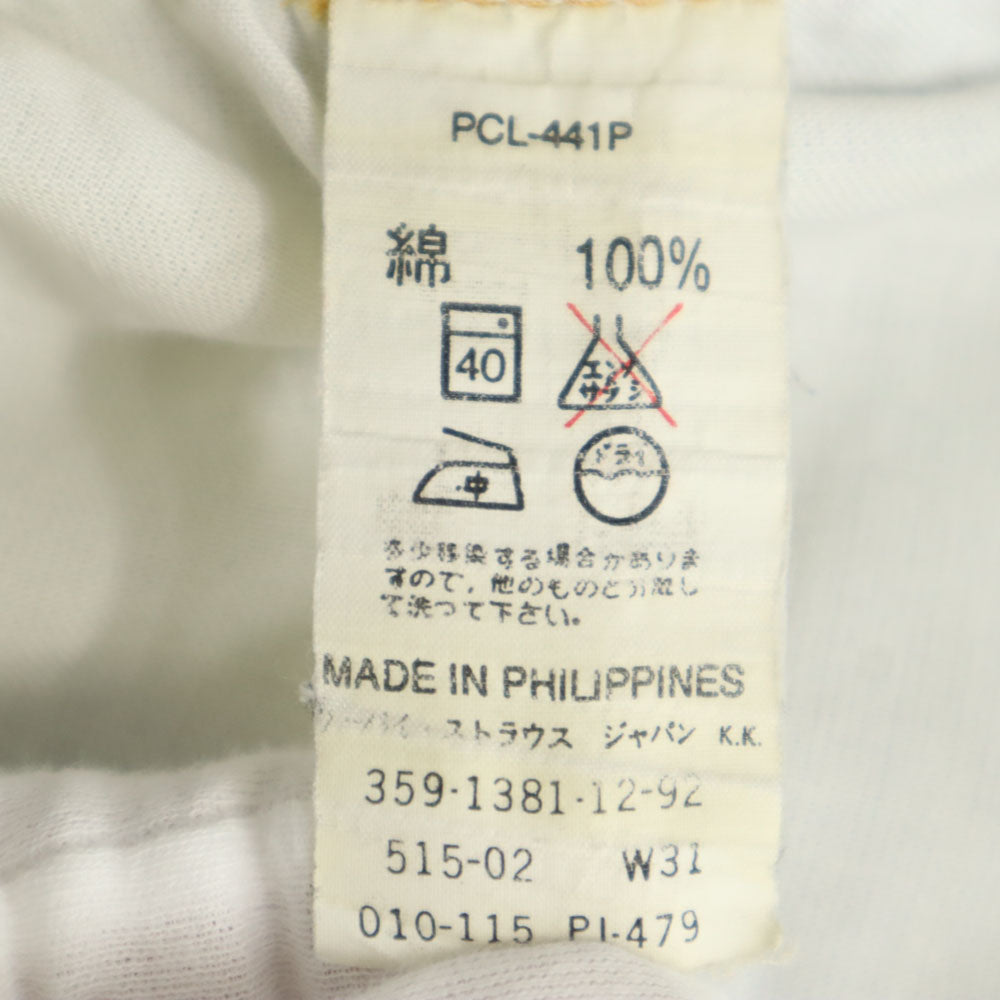 PCL-441P
綿 100%
40
エンソ
サラシ
中
ドライ
多少移染する場合がありま
すので，他のものと分離し
て洗って下さい。
MADE IN PHILIPPINES
ストラウス ジャパン K.K.
359-1381-12-92
515-02 W31
010-115 PJ-479